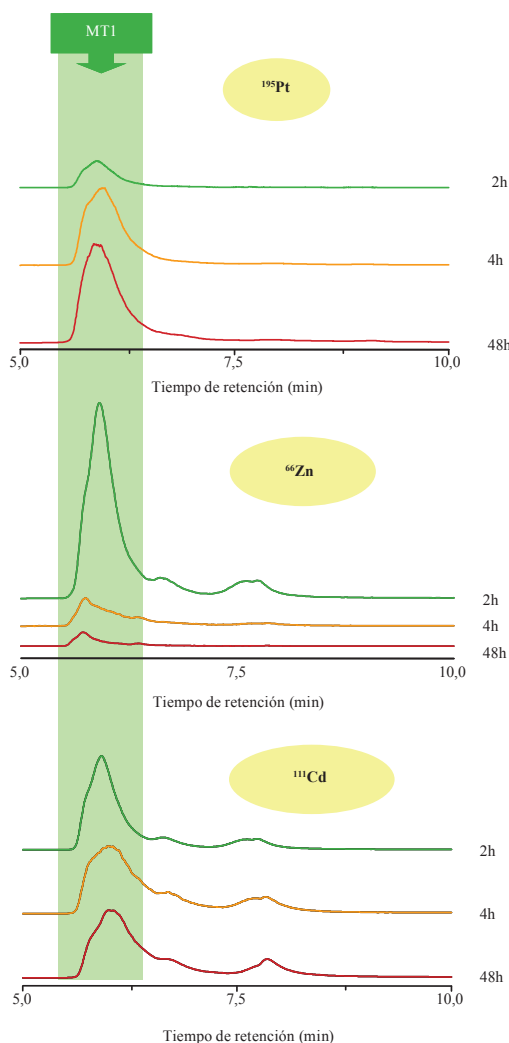 MT1
¹⁹⁵Pt
2h
4h
48h
5,0 7,5 10,0
Tiempo de retención (min)
⁶⁶Zn
2h
4h
48h
5,0 7,5 10,0
Tiempo de retención (min)
¹¹¹Cd
2h
4h
48h
5,0 7,5 10,0
Tiempo de retención (min)